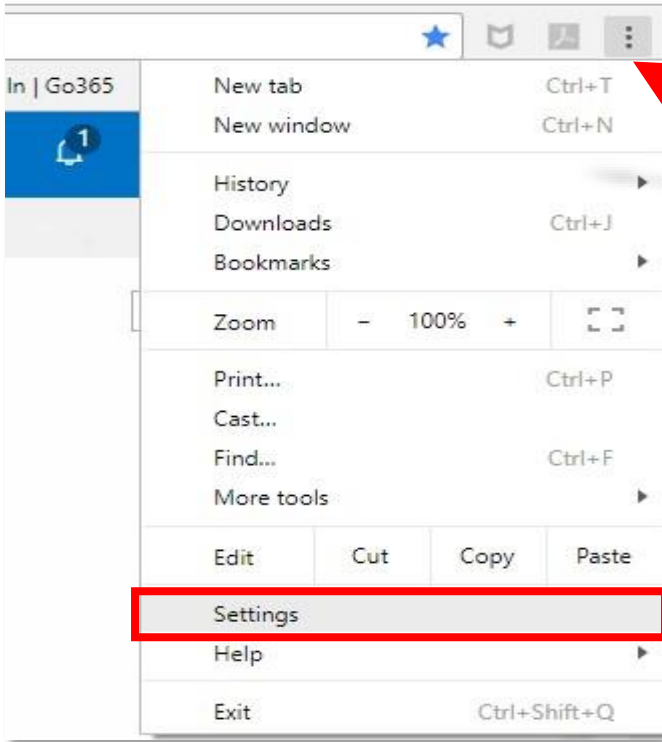 In | Go365
1
New tab Ctrl+T
New window Ctrl+N
History
Downloads Ctrl+J
Bookmarks
Zoom - 100% +
Print... Ctrl+P
Cast...
Find... Ctrl+F
More tools
Edit Cut Copy Paste
Settings
Help
Exit Ctrl+Shift+Q